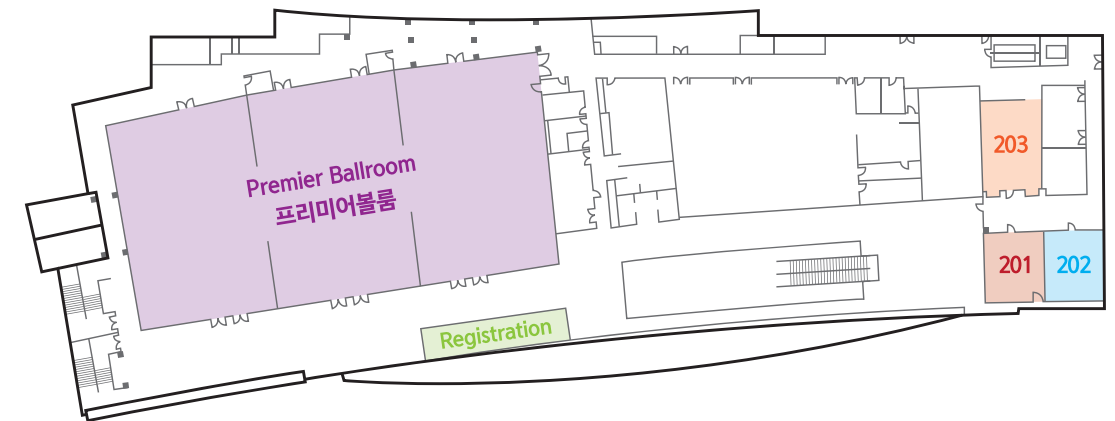 Premier Ballroom
프리미어볼룸
203
201
202
Registration